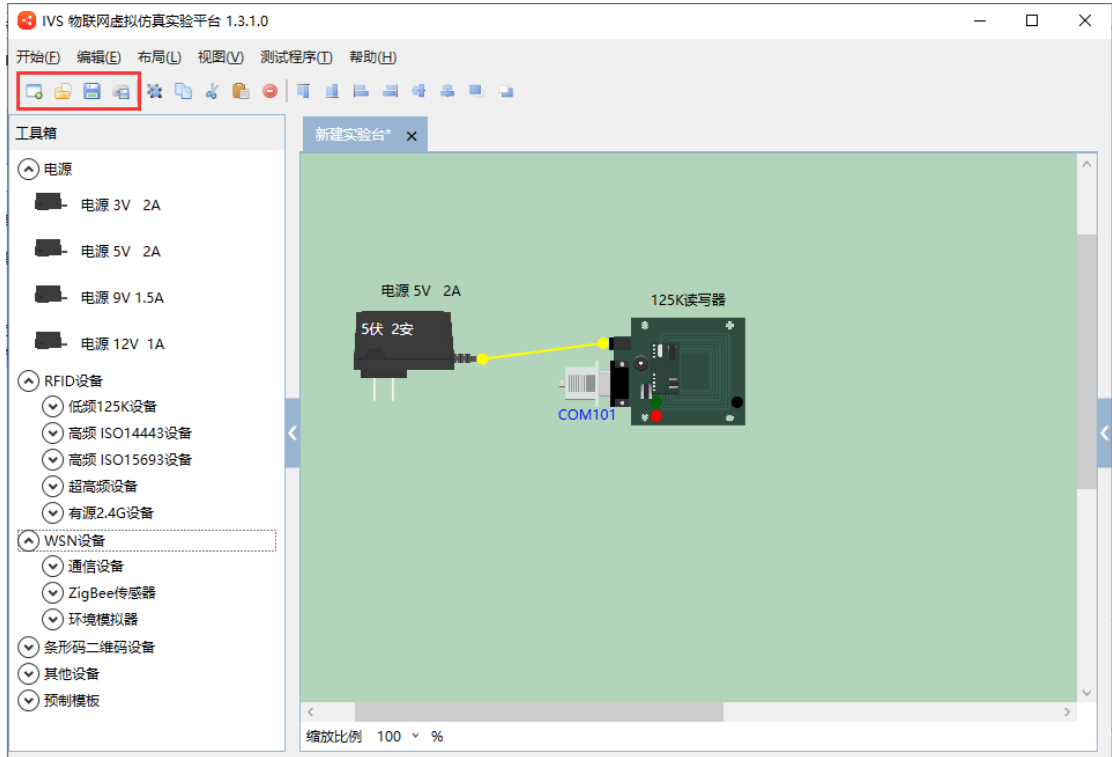 IVS 物联网虚拟仿真实验平台 1.3.1.0
开始(F) 编辑(E) 布局(L) 视图(V) 测试程序(T) 帮助(H)
工具箱
新建实验台*
电源
电源 3V 2A
电源 5V 2A
电源 9V 1.5A
电源 12V 1A
RFID设备
低频125K设备
高频 ISO14443设备
高频 ISO15693设备
超高频设备
有源2.4G设备
WSN设备
通信设备
ZigBee传感器
环境模拟器
条形码二维码设备
其他设备
预制模板
电源 5V 2A
5伏 2安
125K读写器
COM101
缩放比例 100 %